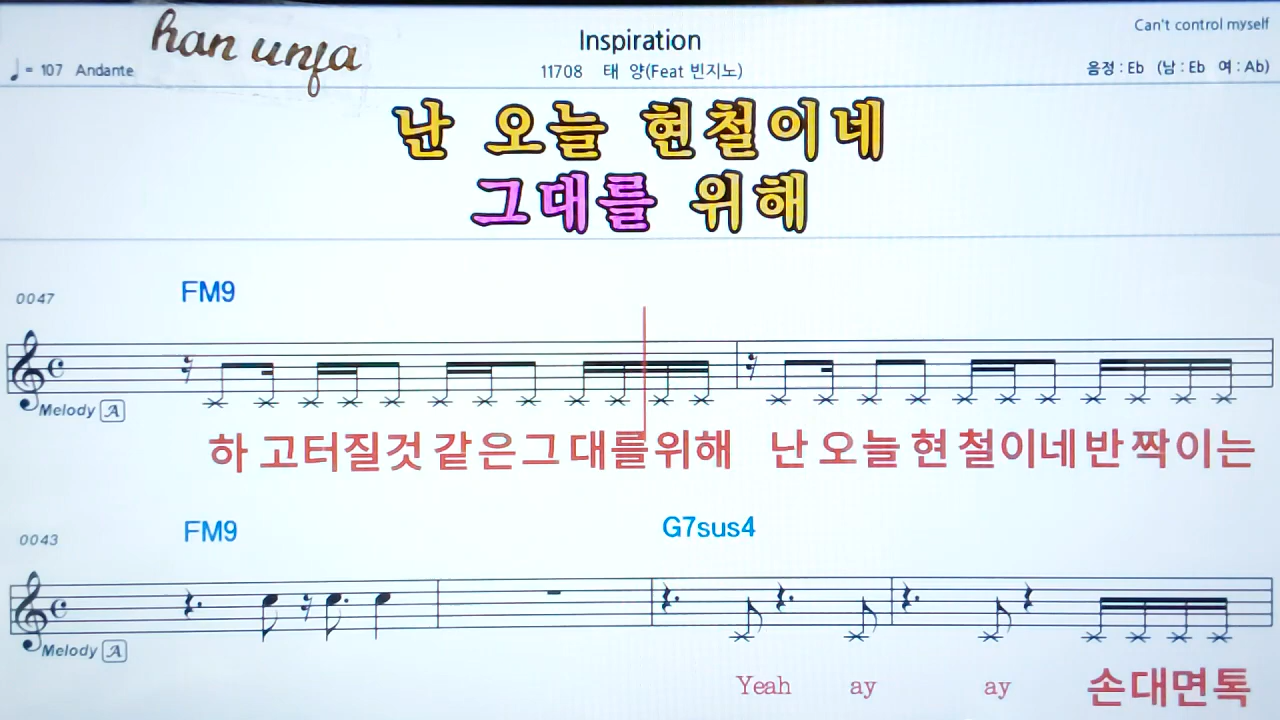 han unfa
Inspiration
Can't control myself
♩= 107 Andante
11708 태 양(Feat 빈지노)
음정 : Eb (남 : Eb 여 : Ab)
난 오늘 현철이네
그대를 위해
0047
FM9
Melody A
하 고터질것 같은그대를위해 난오늘현철이네반짝이는
0043
FM9 G7sus4
Melody A
Yeah ay ay 손대면톡